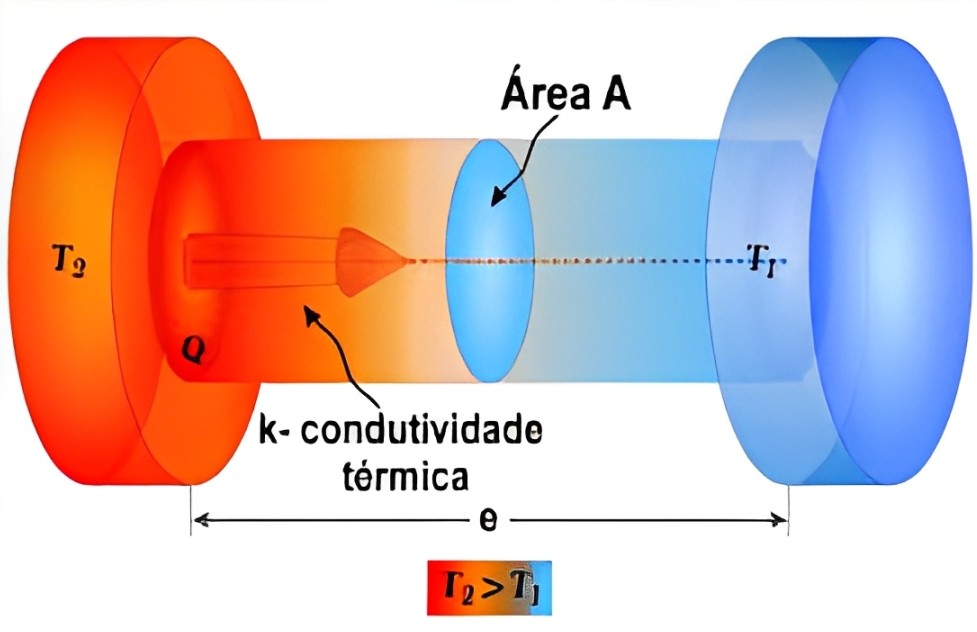 Área A
T₂
T₁
Q
k- condutividade
térmica
e
T₂ > T₁